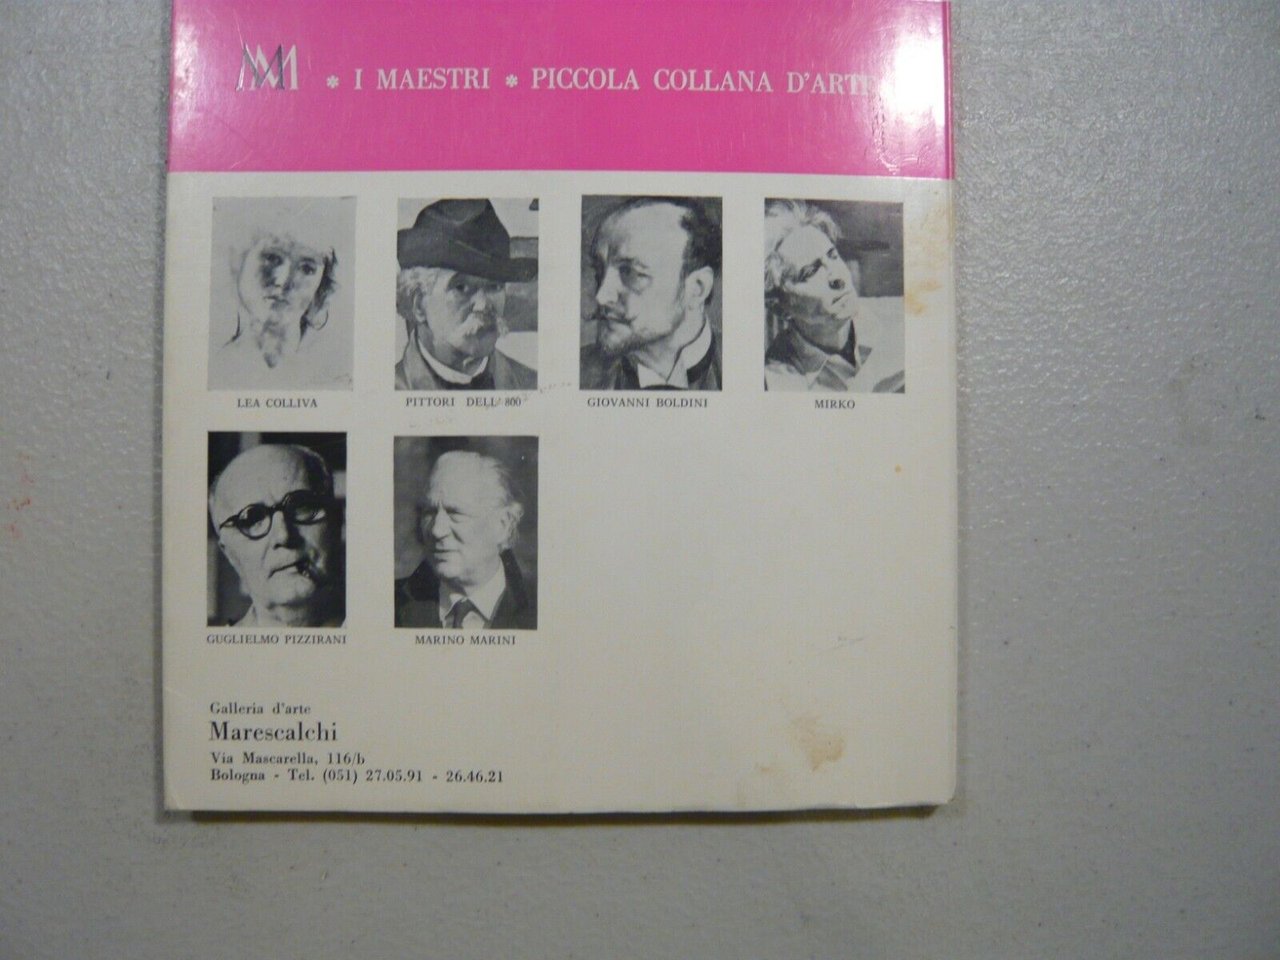 MM * I MAESTRI * PICCOLA COLLANA D'ARTE
LEA COLLIVA
PITTORI DELL'800
GIOVANNI BOLDINI
MIRKO
GUGLIELMO PIZZIRANI
MARINO MARINI
Galleria d'arte
Marescalchi
Via Mascarella, 116/b
Bologna - Tel. (051) 27.05.91 - 26.46.21